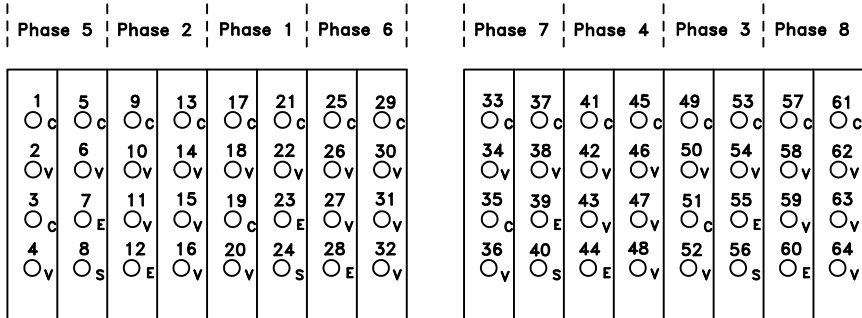 Phase 5 Phase 2 Phase 1 Phase 6 Phase 7 Phase 4 Phase 3 Phase 8
1 5 9 13 17 21 25 29 33 37 41 45 49 53 57 61
C C C C C C C C C C C C C C C C
2 6 10 14 18 22 26 30 34 38 42 46 50 54 58 62
V V V V V V V V V V V V V V V V
3 7 11 15 19 23 27 31 35 39 43 47 51 55 59 63
C E V V C E V V C E V V C E V V
4 8 12 16 20 24 28 32 36 40 44 48 52 56 60 64
V S E V V S E V V S E V V S E V